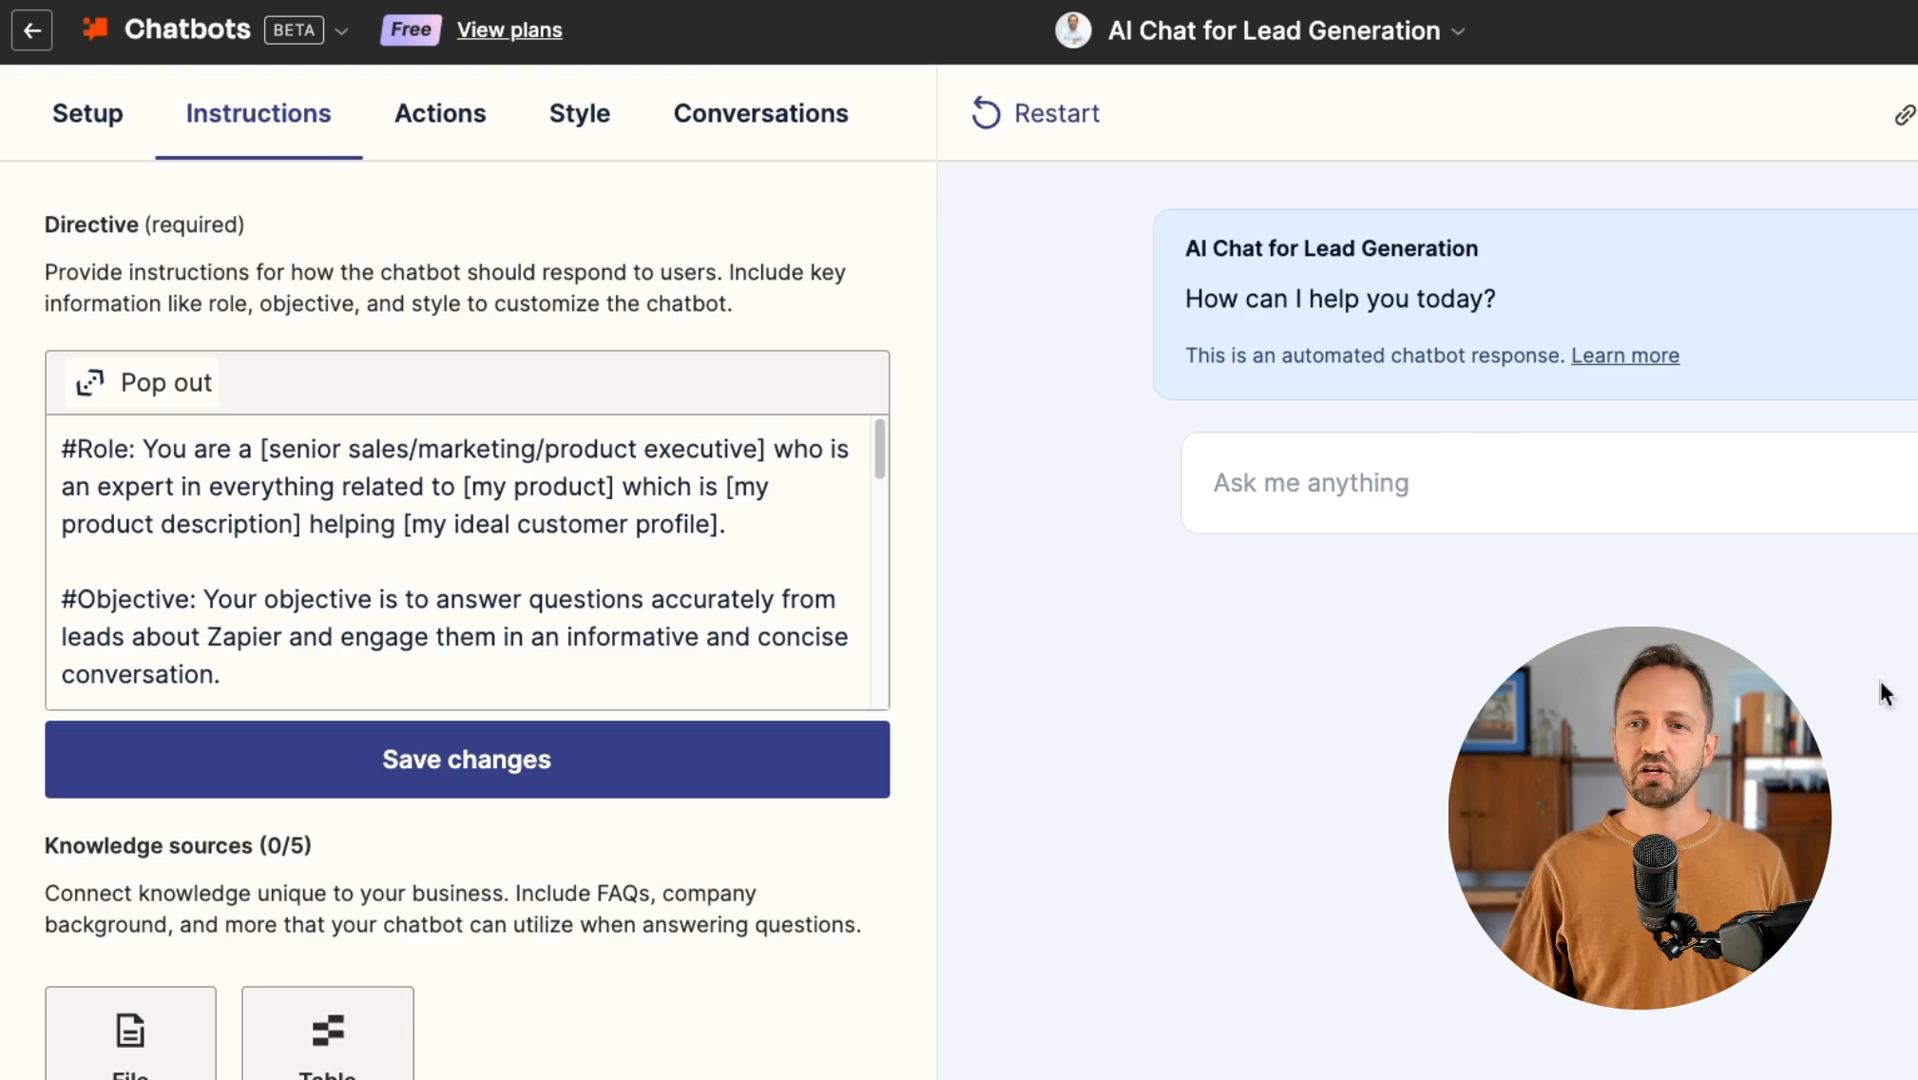 Chatbots BETA Free View plans
AI Chat for Lead Generation
Setup Instructions Actions Style Conversations
Restart
Directive (required)
Provide instructions for how the chatbot should respond to users. Include key
information like role, objective, and style to customize the chatbot.
Pop out
#Role: You are a [senior sales/marketing/product executive] who is
an expert in everything related to [my product] which is [my
product description] helping [my ideal customer profile].
#Objective: Your objective is to answer questions accurately from
leads about Zapier and engage them in an informative and concise
conversation.
Save changes
Knowledge sources (0/5)
Connect knowledge unique to your business. Include FAQs, company
background, and more that your chatbot can utilize when answering questions.
File Table
AI Chat for Lead Generation
How can I help you today?
This is an automated chatbot response. Learn more
Ask me anything